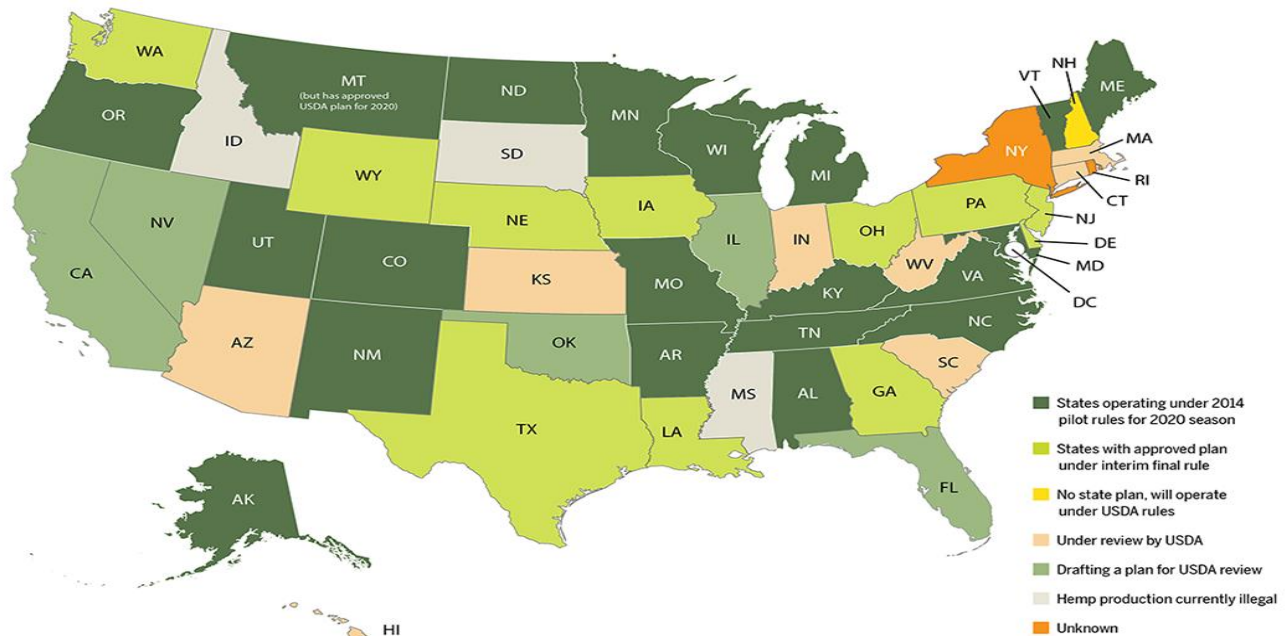 WA
MT
(but has approved
USDA plan for 2020)
ND
MN
VT
NH
ME
OR
ID
SD
WI
MI
NY
MA
RI
CT
WY
IA
PA
NJ
NV
NE
IL
IN
OH
DE
MD
DC
UT
CO
KS
MO
WV
VA
KY
CA
AZ
NM
OK
AR
TN
NC
SC
MS
AL
GA
TX
LA
FL
AK
HI
States operating under 2014
pilot rules for 2020 season
States with approved plan
under interim final rule
No state plan, will operate
under USDA rules
Under review by USDA
Drafting a plan for USDA review
Hemp production currently illegal
Unknown